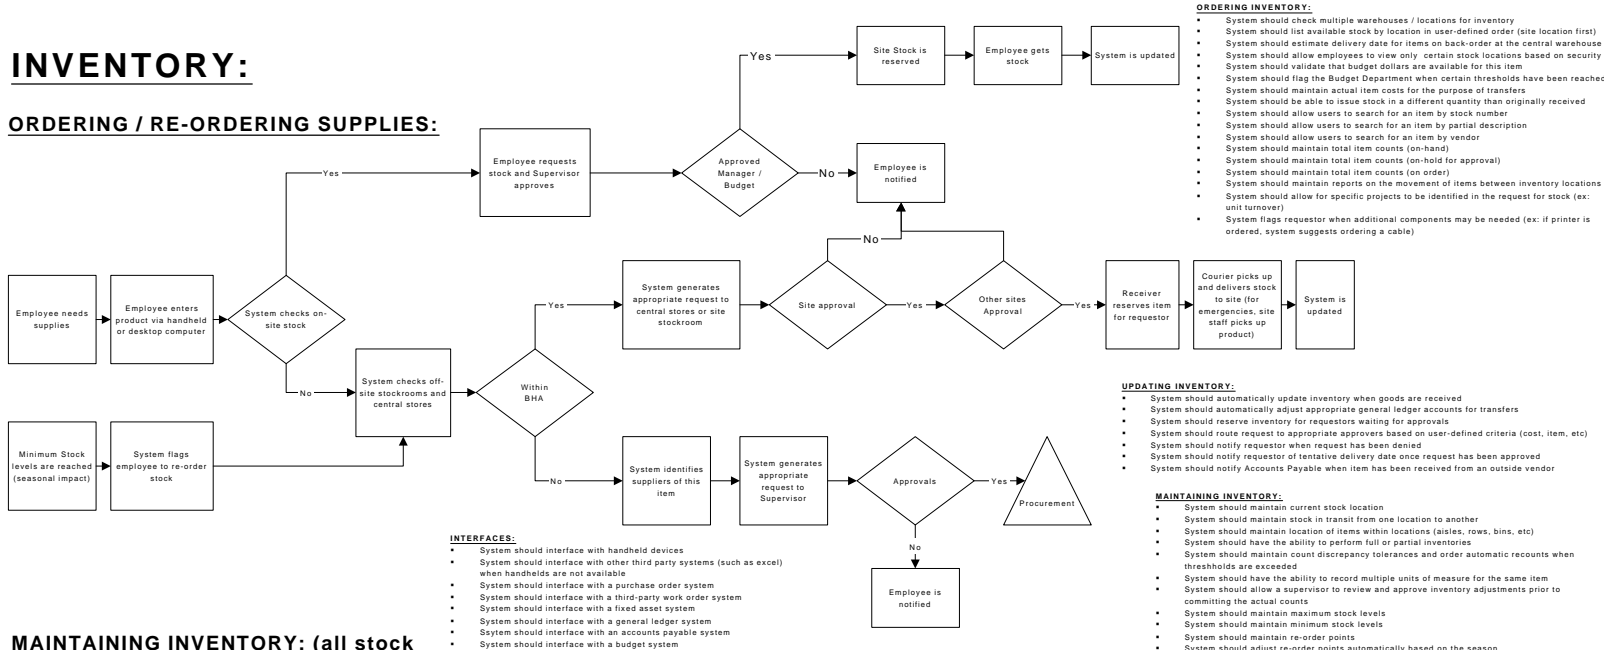 INVENTORY:
ORDERING / RE-ORDERING SUPPLIES:
Employee needs
supplies
Employee enters
product via handheld
or desktop computer
System checks on-
site stock
Yes
No
Employee requests
stock and Supervisor
approves
Approved
Manager /
Budget
Yes
Site Stock is
reserved
Employee gets
stock
System is updated
No
Employee is
notified
Minimum Stock
levels are reached
(seasonal impact)
System flags
employee to re-order
stock
System checks off-
site stockrooms and
central stores
Within
BHA
Yes
System generates
appropriate request to
central stores or site
stockroom
Site approval
No
Yes
Other sites
Approval
Yes
Receiver
reserves item
for requestor
Courier picks up
and delivers stock
to site (for
emergencies, site
staff picks up
product)
System is
updated
No
System identifies
suppliers of this
item
System generates
appropriate
request to
Supervisor
Approvals
Yes
Procurement
No
Employee is
notified
ORDERING INVENTORY:
▪ System should check multiple warehouses / locations for inventory
▪ System should list available stock by location in user-defined order (site location first)
▪ System should estimate delivery date for items on back-order at the central warehouse
▪ System should allow employees to view only certain stock locations based on security
▪ System should validate that budget dollars are available for this item
▪ System should flag the Budget Department when certain thresholds have been reached
▪ System should maintain actual item costs for the purpose of transfers
▪ System should be able to issue stock in a different quantity than originally received
▪ System should allow users to search for an item by stock number
▪ System should allow users to search for an item by partial description
▪ System should allow users to search for an item by vendor
▪ System should maintain total item counts (on-hand)
▪ System should maintain total item counts (on-hold for approval)
▪ System should maintain total item counts (on order)
▪ System should maintain reports on the movement of items between inventory locations
▪ System should allow for specific projects to be identified in the request for stock (ex:
unit turnover)
▪ System flags requestor when additional components may be needed (ex: if printer is
ordered, system suggests ordering a cable)
UPDATING INVENTORY:
▪ System should automatically update inventory when goods are received
▪ System should automatically adjust appropriate general ledger accounts for transfers
▪ System should reserve inventory for requestors waiting for approvals
▪ System should route request to appropriate approvers based on user-defined criteria (cost, item, etc)
▪ System should notify requestor when request has been denied
▪ System should notify requestor of tentative delivery date once request has been approved
▪ System should notify Accounts Payable when item has been received from an outside vendor
MAINTAINING INVENTORY:
▪ System should maintain current stock location
▪ System should maintain stock in transit from one location to another
▪ System should maintain location of items within locations (aisles, rows, bins, etc)
▪ System should have the ability to perform full or partial inventories
▪ System should maintain count discrepancy tolerances and order automatic recounts when
threshholds are exceeded
▪ System should have the ability to record multiple units of measure for the same item
▪ System should allow a supervisor to review and approve inventory adjustments prior to
committing the actual counts
▪ System should maintain maximum stock levels
▪ System should maintain minimum stock levels
▪ System should maintain re-order points
▪ System should adjust re-order points automatically based on the season
INTERFACES:
▪ System should interface with handheld devices
▪ System should interface with other third party systems (such as excel)
when handhelds are not available
▪ System should interface with a purchase order system
▪ System should interface with a third-party work order system
▪ System should interface with a fixed asset system
▪ System should interface with a general ledger system
▪ Ssystem should interface with an accounts payable system
▪ System should interface with a budget system
MAINTAINING INVENTORY: (all stock